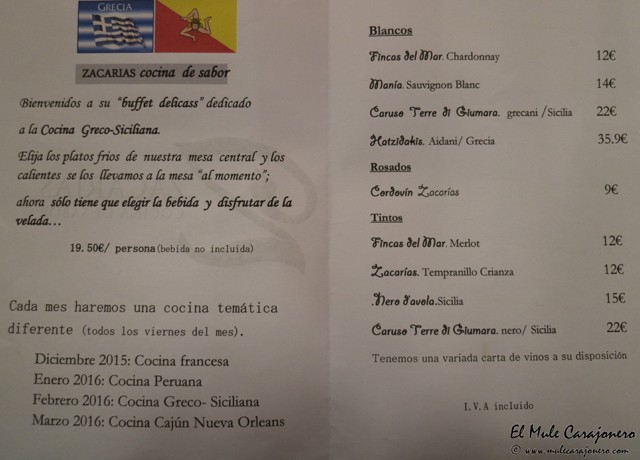 GRECIA
ZACARIAS cocina de sabor
Bienvenidos a su "buffet delicass" dedicado
a la Cocina Greco-Siciliana.
Elija los platos frios de nuestra mesa central y los
calientes se los llevamos a la mesa "al momento";
ahora sólo tiene que elegir la bebida y disfrutar de la
velada...
19.50€/ persona(bebida no incluida)
Cada mes haremos una cocina temática
diferente (todos los viernes del mes).
Diciembre 2015: Cocina francesa
Enero 2016: Cocina Peruana
Febrero 2016: Cocina Greco- Siciliana
Marzo 2016: Cocina Cajún Nueva Orleans
Blancos
Fincas del Mar. Chardonnay 12€
Manía. Sauvignon Blanc 14€
Caruso Terre di Giumara. grecani /Sicilia 22€
Hatzidakis. Aidani/ Grecia 35.9€
Rosados
Cordovín Zacarías 9€
Tintos
Fincas del Mar. Merlot 12€
Zacarías. Tempranillo Crianza 12€
Nero d'avola.Sicilia 15€
Caruso Terre di Giumara. nero/ Sicilia 22€
Tenemos una variada carta de vinos a su disposición
I.V.A incluido
El Mule Carajonero
© www.mulecarajonero.com